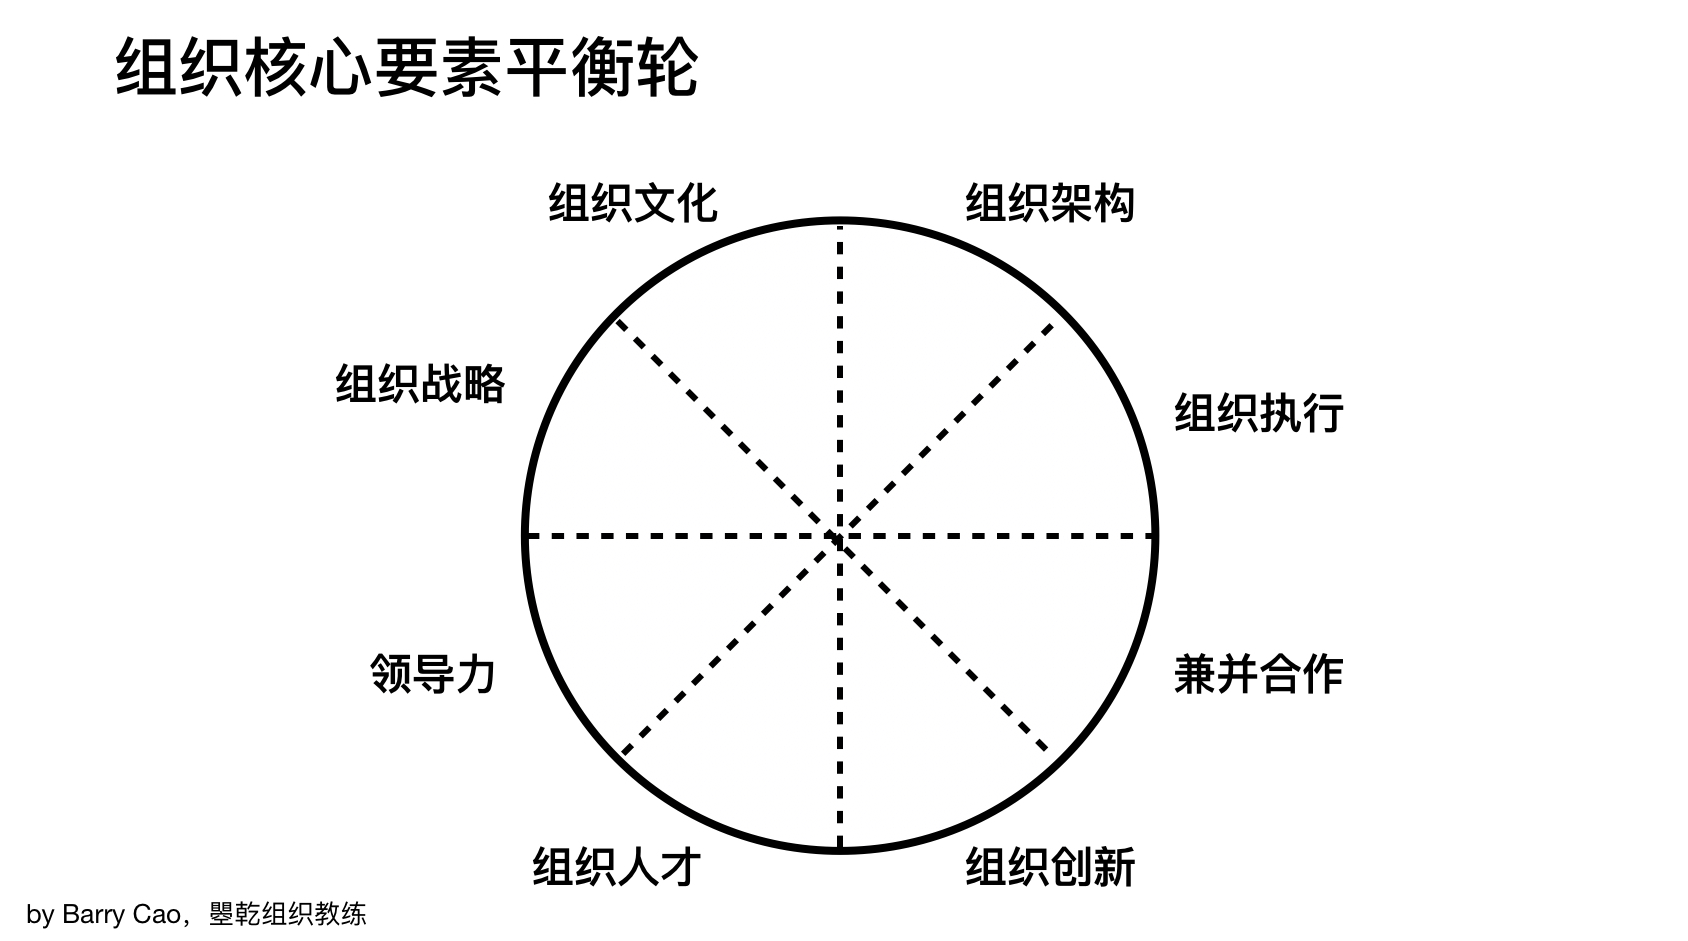 组织核心要素平衡轮
组织文化
组织架构
组织战略
组织执行
领导力
兼并合作
组织人才
组织创新
by Barry Cao，曌乾组织教练